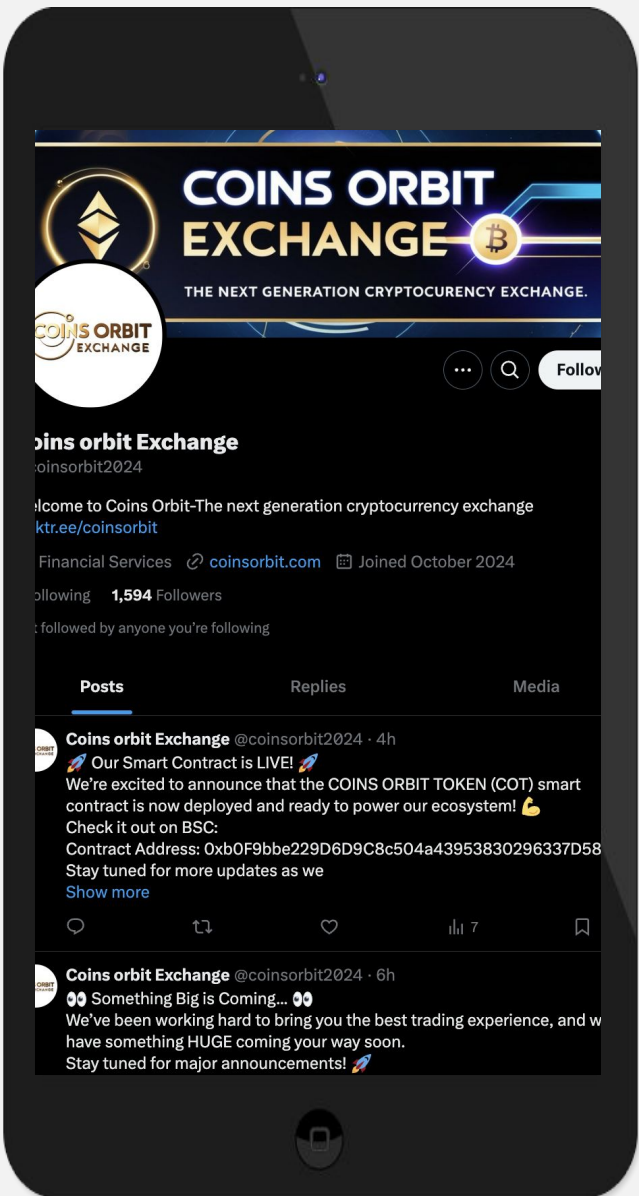 COINS ORBIT
EXCHANGE
THE NEXT GENERATION CRYPTOCURENCY EXCHANGE.
COINS ORBIT
EXCHANGE
Follow
oins orbit Exchange
coinsorbit2024
elcome to Coins Orbit-The next generation cryptocurrency exchange
ktr.ee/coinsorbit
Financial Services coinsorbit.com Joined October 2024
ollowing 1,594 Followers
followed by anyone you're following
Posts Replies Media
Coins orbit Exchange @coinsorbit2024 · 4h
🚀 Our Smart Contract is LIVE! 🚀
We're excited to announce that the COINS ORBIT TOKEN (COT) smart
contract is now deployed and ready to power our ecosystem! 💪
Check it out on BSC:
Contract Address: 0xb0F9bbe229D6D9C8c504a43953830296337D58
Stay tuned for more updates as we
Show more
7
Coins orbit Exchange @coinsorbit2024 · 6h
👀 Something Big is Coming... 👀
We've been working hard to bring you the best trading experience, and w
have something HUGE coming your way soon.
Stay tuned for major announcements! 🚀